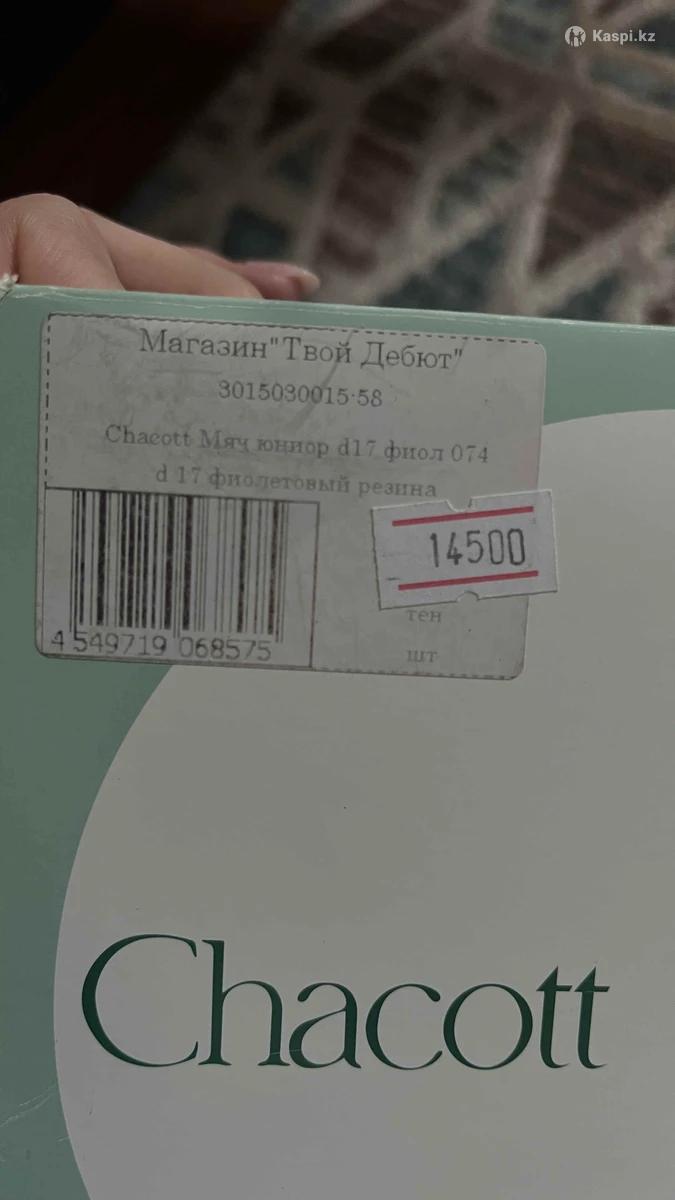 Kaspi.kz
Магазин"Твой Дебют"
3015030015-58
Chacott Мяч юниор d17 фиол 074
d 17 фиолетовый резина
14500
тен
шт
4 549719 068575
Chacott